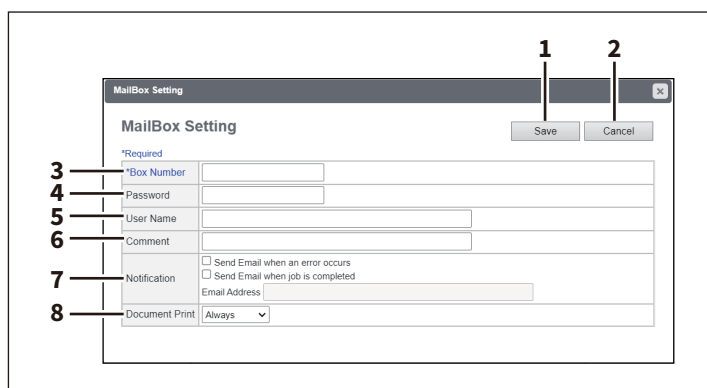 1 2
MailBox Setting
MailBox Setting
Save Cancel
*Required
3 *Box Number
4 Password
5 User Name
6 Comment
Send Email when an error occurs
Send Email when job is completed
7 Notification
Email Address
8 Document Print Always